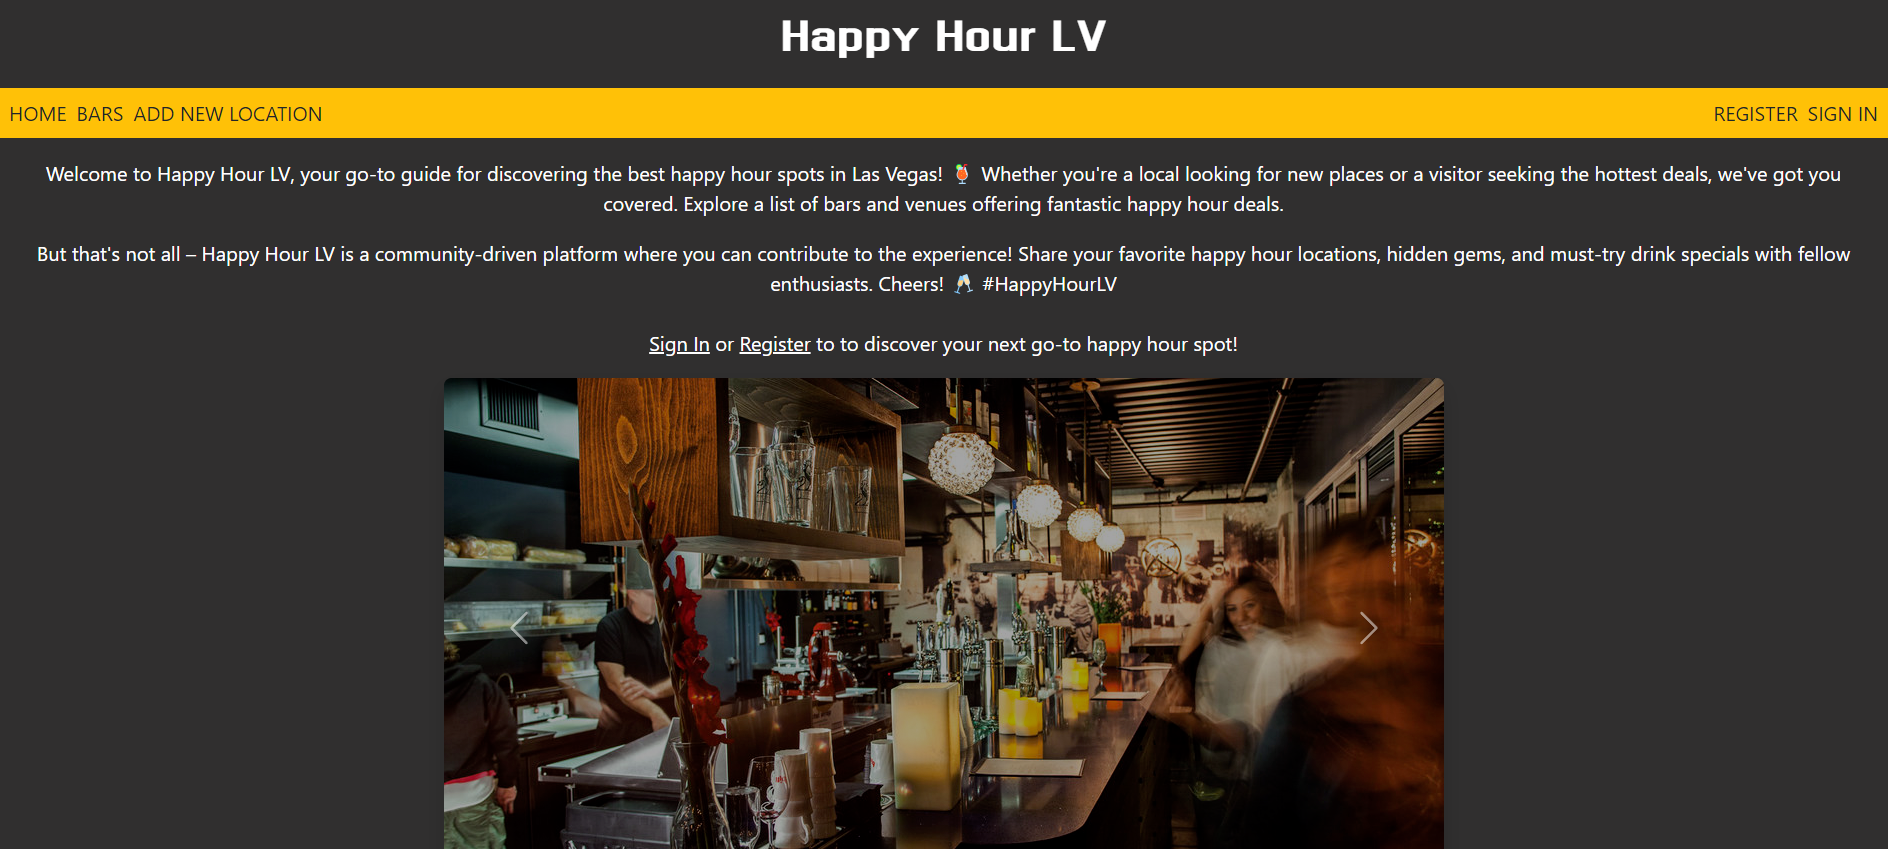 Happy Hour LV
HOME BARS ADD NEW LOCATION REGISTER SIGN IN
Welcome to Happy Hour LV, your go-to guide for discovering the best happy hour spots in Las Vegas! 🍹 Whether you're a local looking for new places or a visitor seeking the hottest deals, we've got you
covered. Explore a list of bars and venues offering fantastic happy hour deals.
But that's not all – Happy Hour LV is a community-driven platform where you can contribute to the experience! Share your favorite happy hour locations, hidden gems, and must-try drink specials with fellow
enthusiasts. Cheers! 🥂 #HappyHourLV
Sign In or Register to to discover your next go-to happy hour spot!